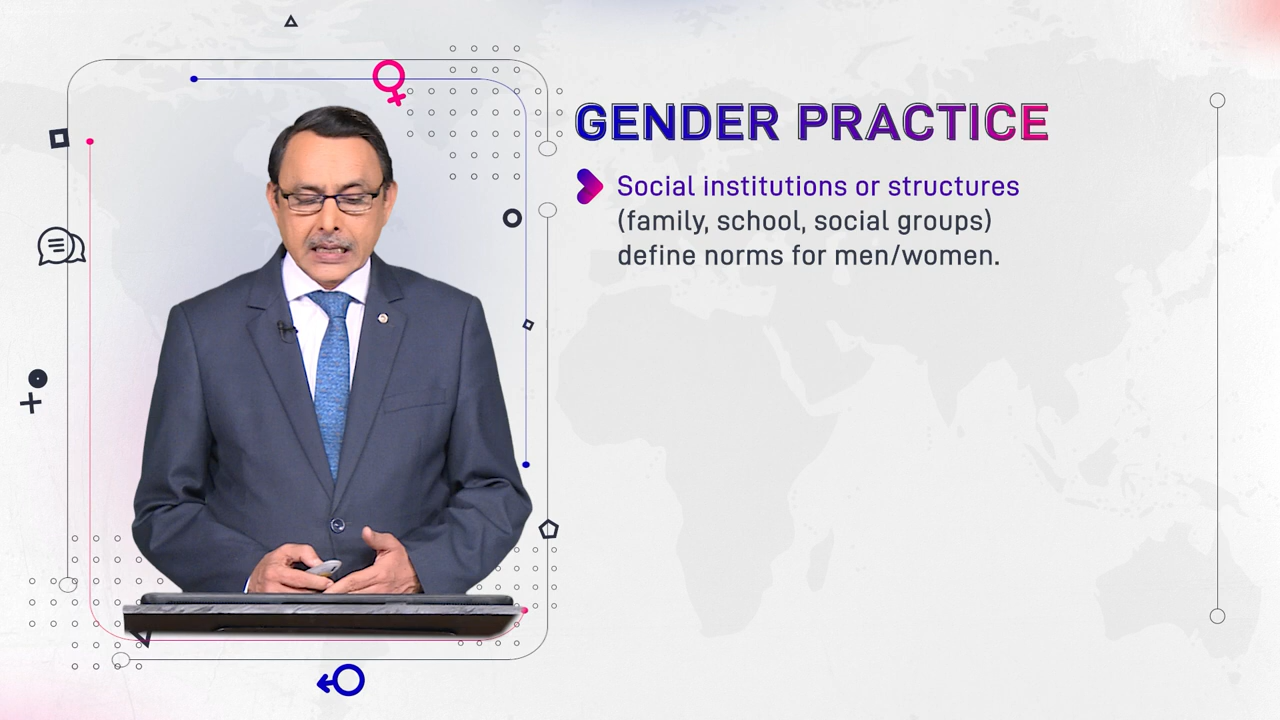 GENDER PRACTICE
Social institutions or structures
(family, school, social groups)
define norms for men/women.